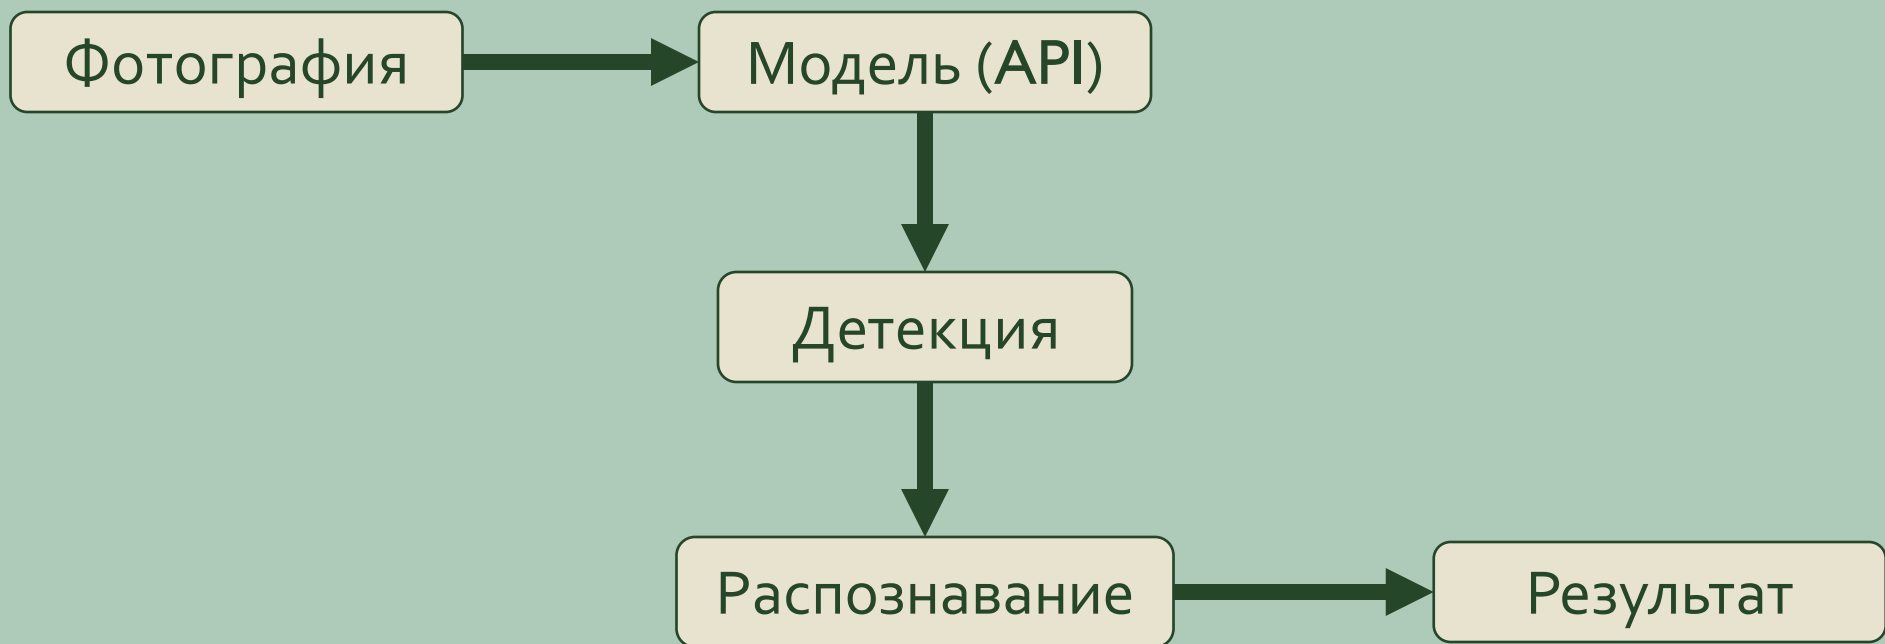 Фотография
Модель (API)
Детекция
Распознавание
Результат